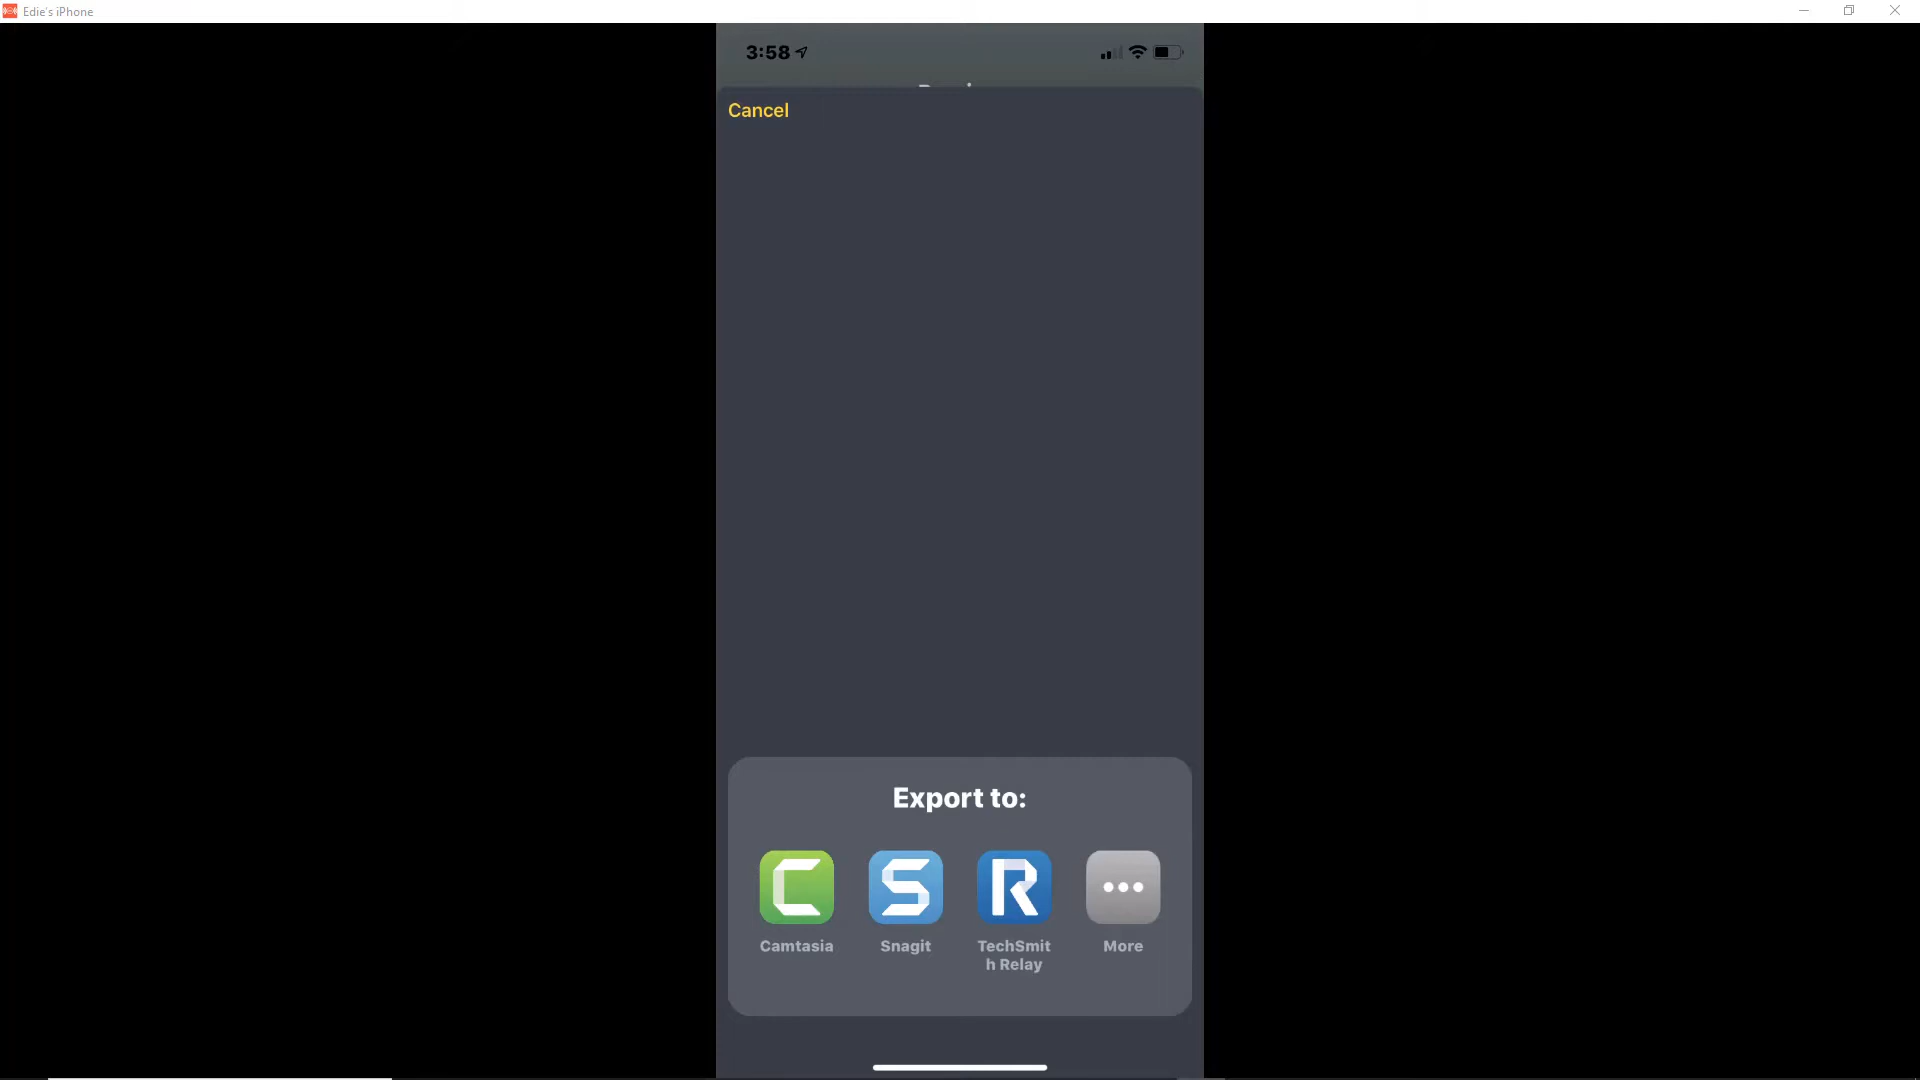 Edie's iPhone
3:58
Cancel
Export to:
Camtasia
Snagit
TechSmit
h Relay
More